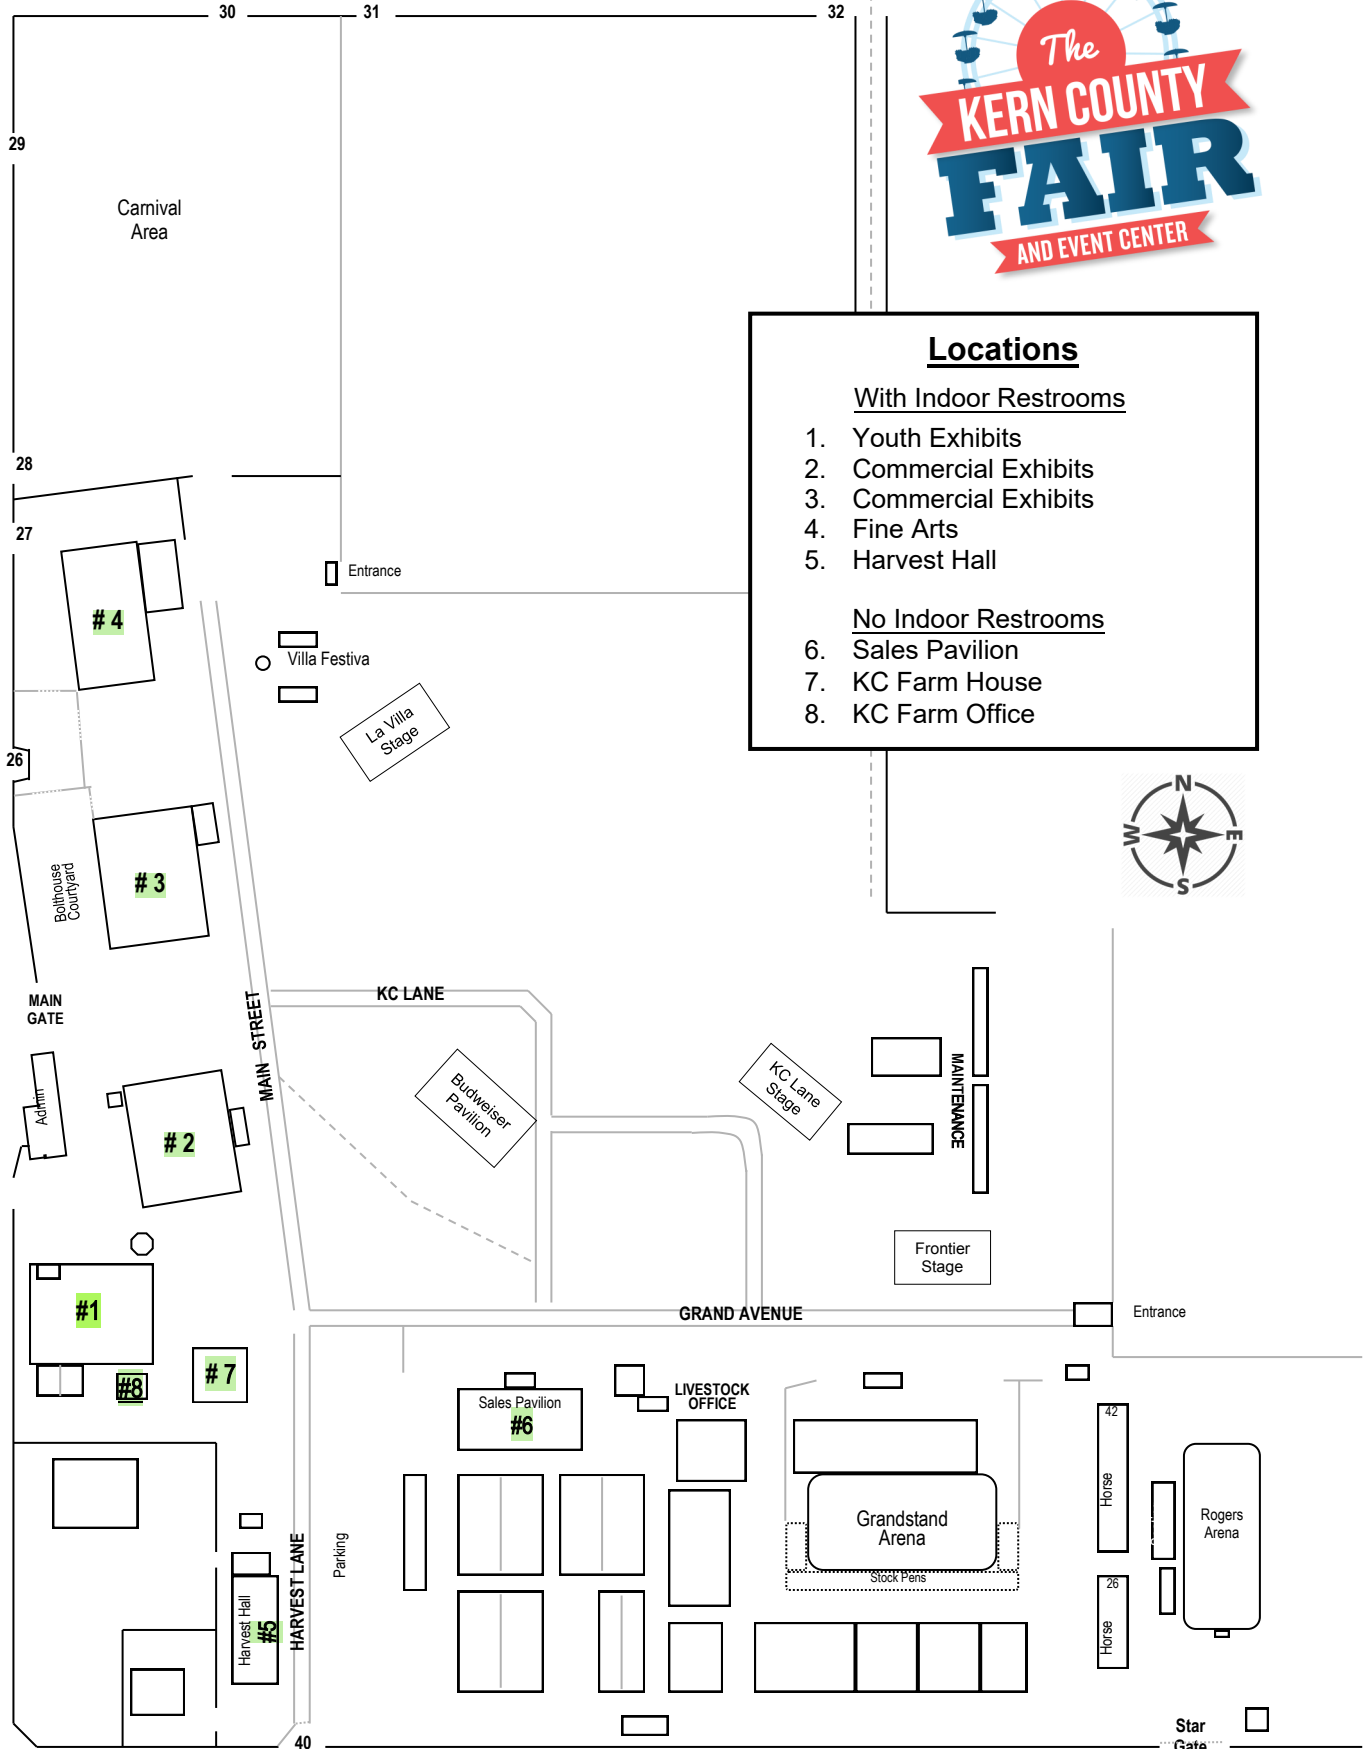 30
31
32
The
KERN COUNTY
FAIR
AND EVENT CENTER
29
Carnival
Area
Locations
With Indoor Restrooms
1. Youth Exhibits
2. Commercial Exhibits
3. Commercial Exhibits
4. Fine Arts
5. Harvest Hall
No Indoor Restrooms
6. Sales Pavilion
7. KC Farm House
8. KC Farm Office
28
27
Entrance
# 4
Villa Festiva
La Villa
Stage
26
N
E
S
W
Bolthouse
Courtyard
# 3
MAIN
GATE
MAIN STREET
KC LANE
Admin
# 2
Budweiser
Pavilion
KC Lane
Stage
MAINTENANCE
Frontier
Stage
#1
GRAND AVENUE
Entrance
# 7
#8
Sales Pavilion
#6
LIVESTOCK
OFFICE
42
Horse
Grandstand
Arena
Rogers
Arena
Stock Pens
Parking
HARVEST LANE
Harvest Hall
#5
26
Horse
Star
Gate
40